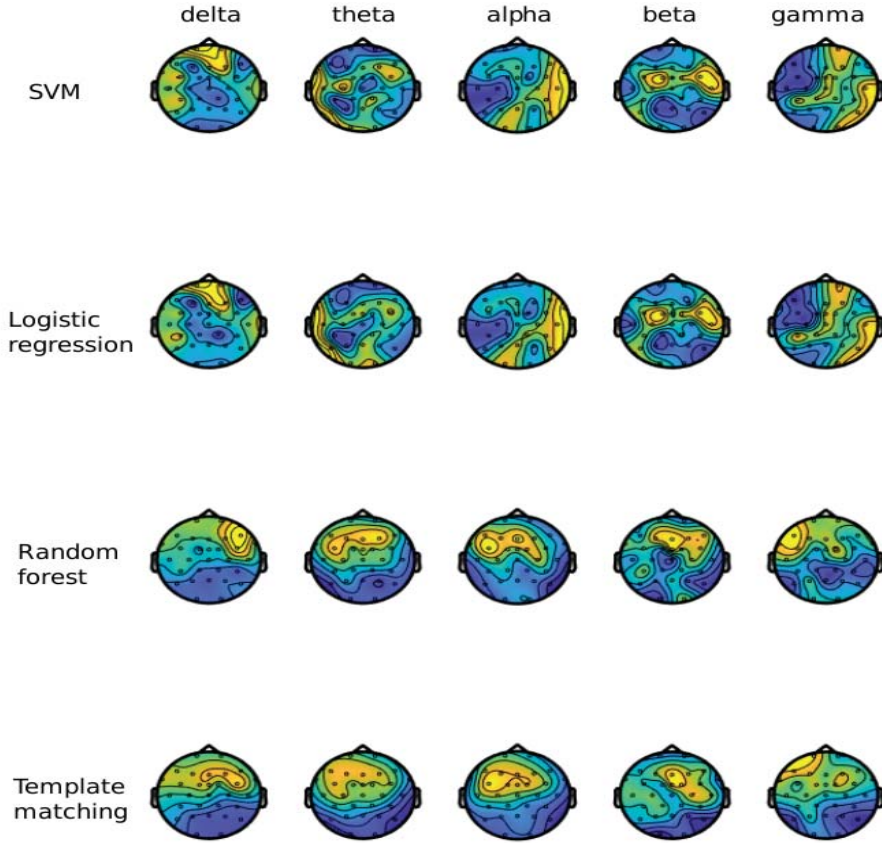 delta theta alpha beta gamma
SVM
Logistic
regression
Random
forest
Template
matching